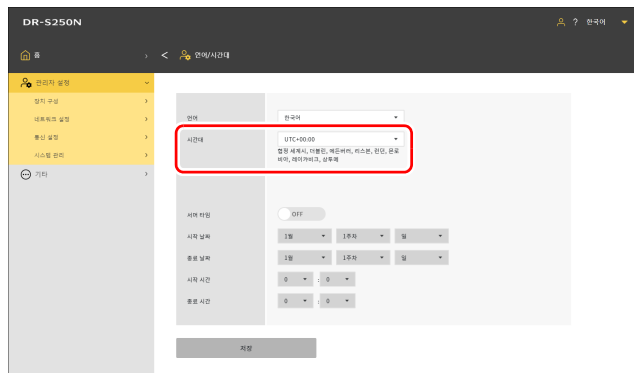 DR-S250N
? 한국어
홈
< 언어/시간대
관리자 설정
장치 구성
네트워크 설정
통신 설정
시스템 관리
기타
언어
한국어
시간대
UTC+00:00
협정 세계시, 더블린, 에든버러, 리스본, 런던, 몬로
비아, 레이캬비크, 상투메
서머 타임
OFF
시작 날짜
1월 1주차 일
종료 날짜
1월 1주차 일
시작 시간
0 : 0
종료 시간
0 : 0
저장